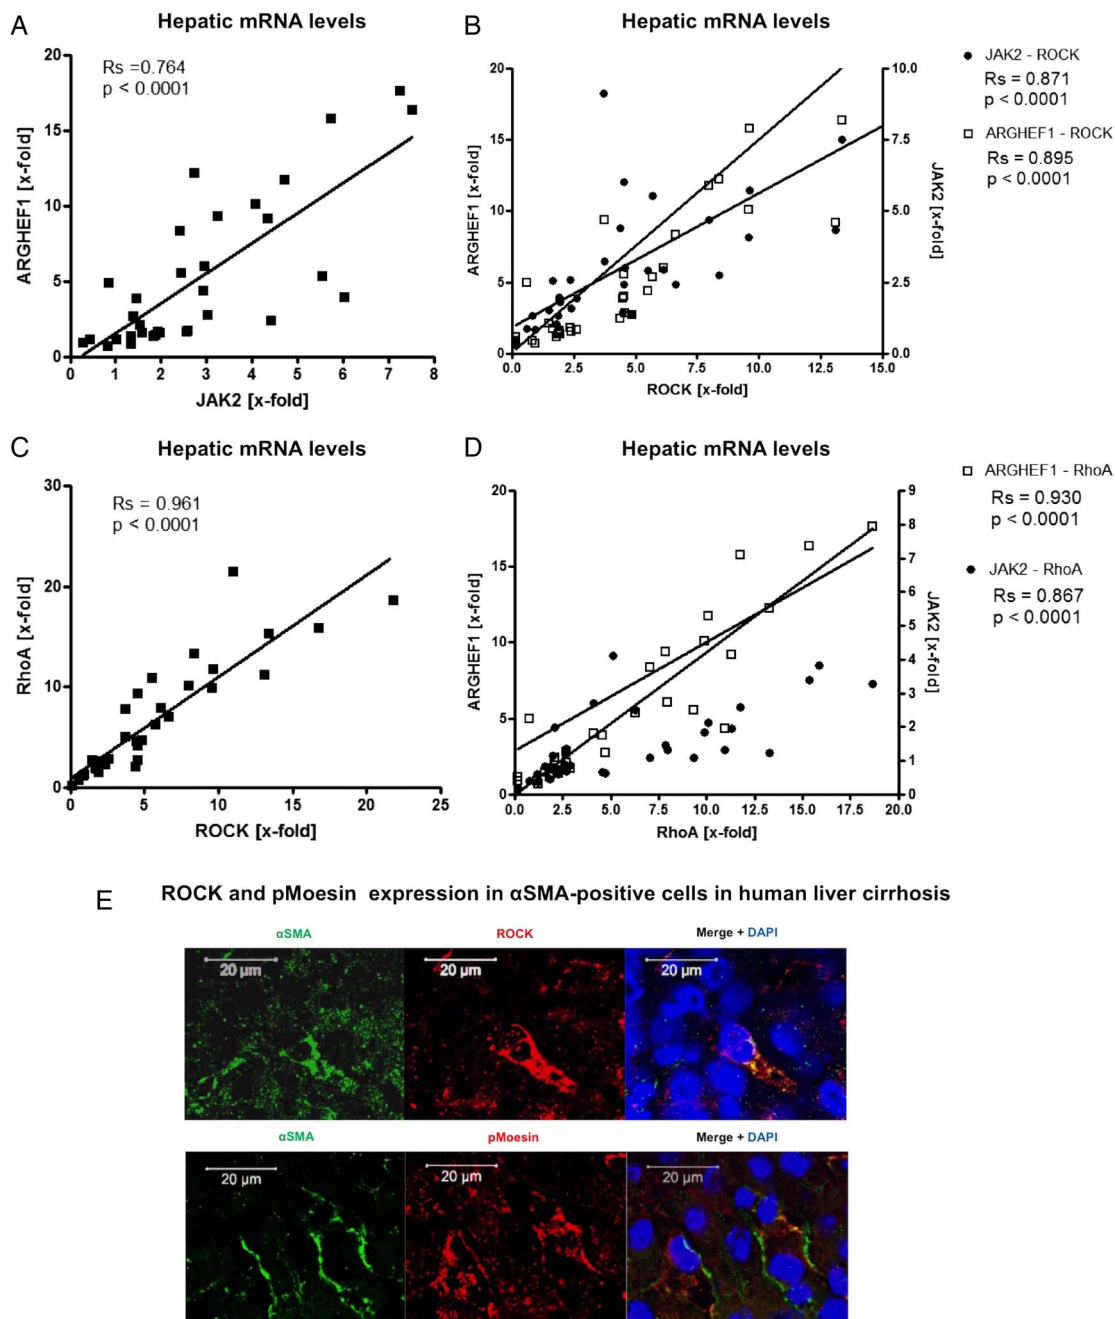 A
Hepatic mRNA levels
Rs =0.764
p < 0.0001
20
15
10
5
0
ARGHEF1 [x-fold]
0 1 2 3 4 5 6 7 8
JAK2 [x-fold]
B
Hepatic mRNA levels
20
15
10
5
0
ARGHEF1 [x-fold]
10.0
7.5
5.0
2.5
0.0
JAK2 [x-fold]
0.0 2.5 5.0 7.5 10.0 12.5 15.0
ROCK [x-fold]
JAK2 - ROCK
Rs = 0.871
p < 0.0001
ARGHEF1 - ROCK
Rs = 0.895
p < 0.0001
C
Hepatic mRNA levels
Rs = 0.961
p < 0.0001
30
20
10
0
RhoA [x-fold]
0 5 10 15 20 25
ROCK [x-fold]
D
Hepatic mRNA levels
20
15
10
5
0
ARGHEF1 [x-fold]
9
8
7
6
5
4
3
2
1
0
JAK2 [x-fold]
0.0 2.5 5.0 7.5 10.0 12.5 15.0 17.5 20.0
RhoA [x-fold]
ARGHEF1 - RhoA
Rs = 0.930
p < 0.0001
JAK2 - RhoA
Rs = 0.867
p < 0.0001
E
ROCK and pMoesin expression in αSMA-positive cells in human liver cirrhosis
αSMA ROCK Merge + DAPI
20 µm 20 µm 20 µm
αSMA pMoesin Merge + DAPI
20 µm 20 µm 20 µm